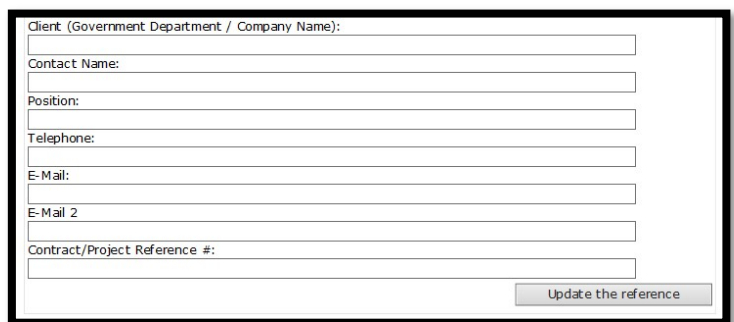 Client (Government Department / Company Name):
Contact Name:
Position:
Telephone:
E-Mail:
E-Mail 2
Contract/Project Reference #:
Update the reference